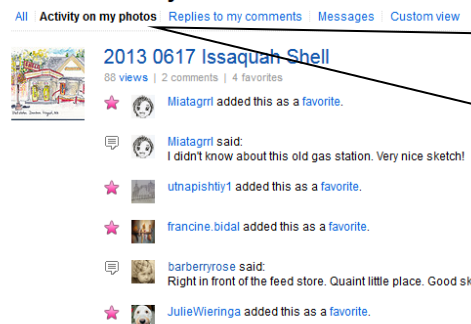 All | Activity on my photos | Replies to my comments | Messages | Custom view
2013 0617 Issaquah Shell
88 views | 2 comments | 4 favorites
Miatagrrl added this as a favorite.
Miatagrrl said:
I didn't know about this old gas station. Very nice sketch!
utnapishtiy1 added this as a favorite.
francine.bidal added this as a favorite.
barberryrose said:
Right in front of the feed store. Quaint little place. Good sk
JulieWieringa added this as a favorite.